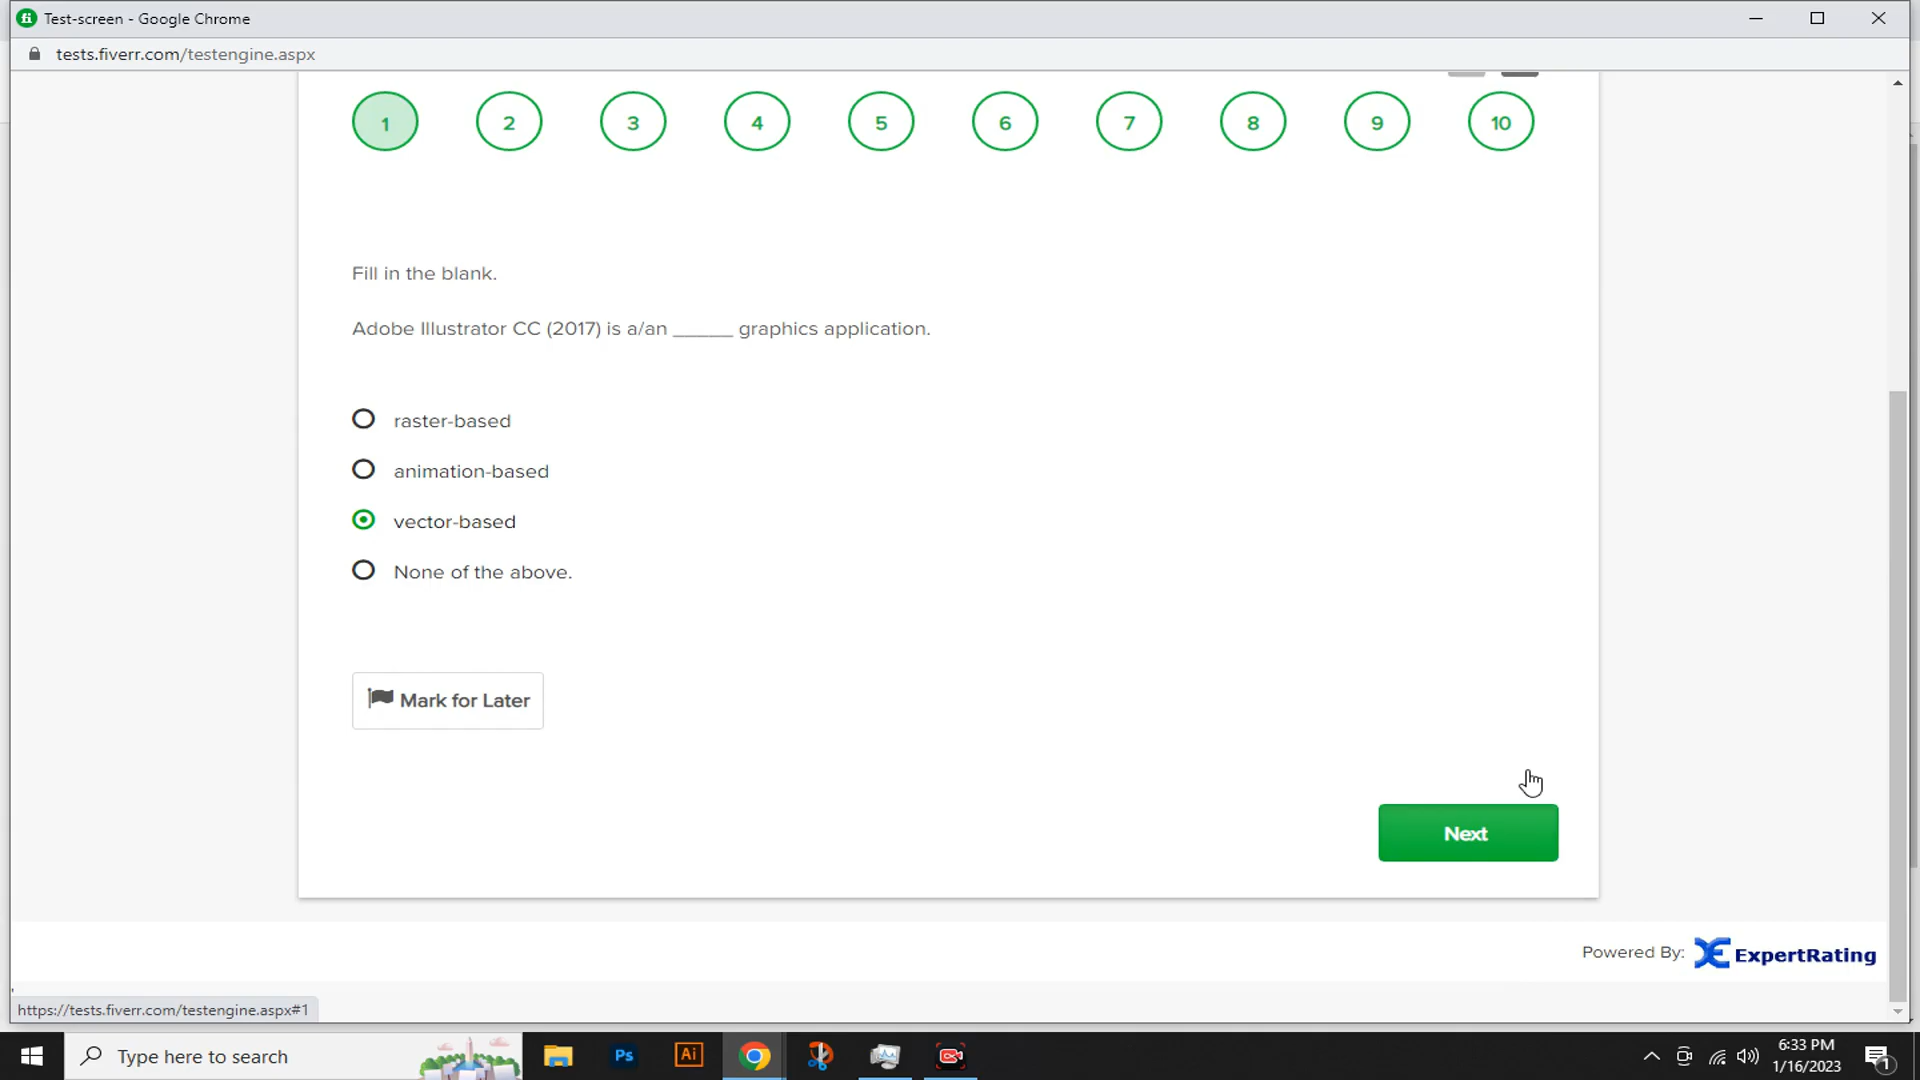 Test-screen - Google Chrome
tests.fiverr.com/testengine.aspx
1 2 3 4 5 6 7 8 9 10
Fill in the blank.
Adobe Illustrator CC (2017) is a/an ______ graphics application.
raster-based
animation-based
vector-based
None of the above.
Mark for Later
Next
Powered By: ExpertRating
https://tests.fiverr.com/testengine.aspx#1
Type here to search
Ps
Ai
6:33 PM
1/16/2023
1